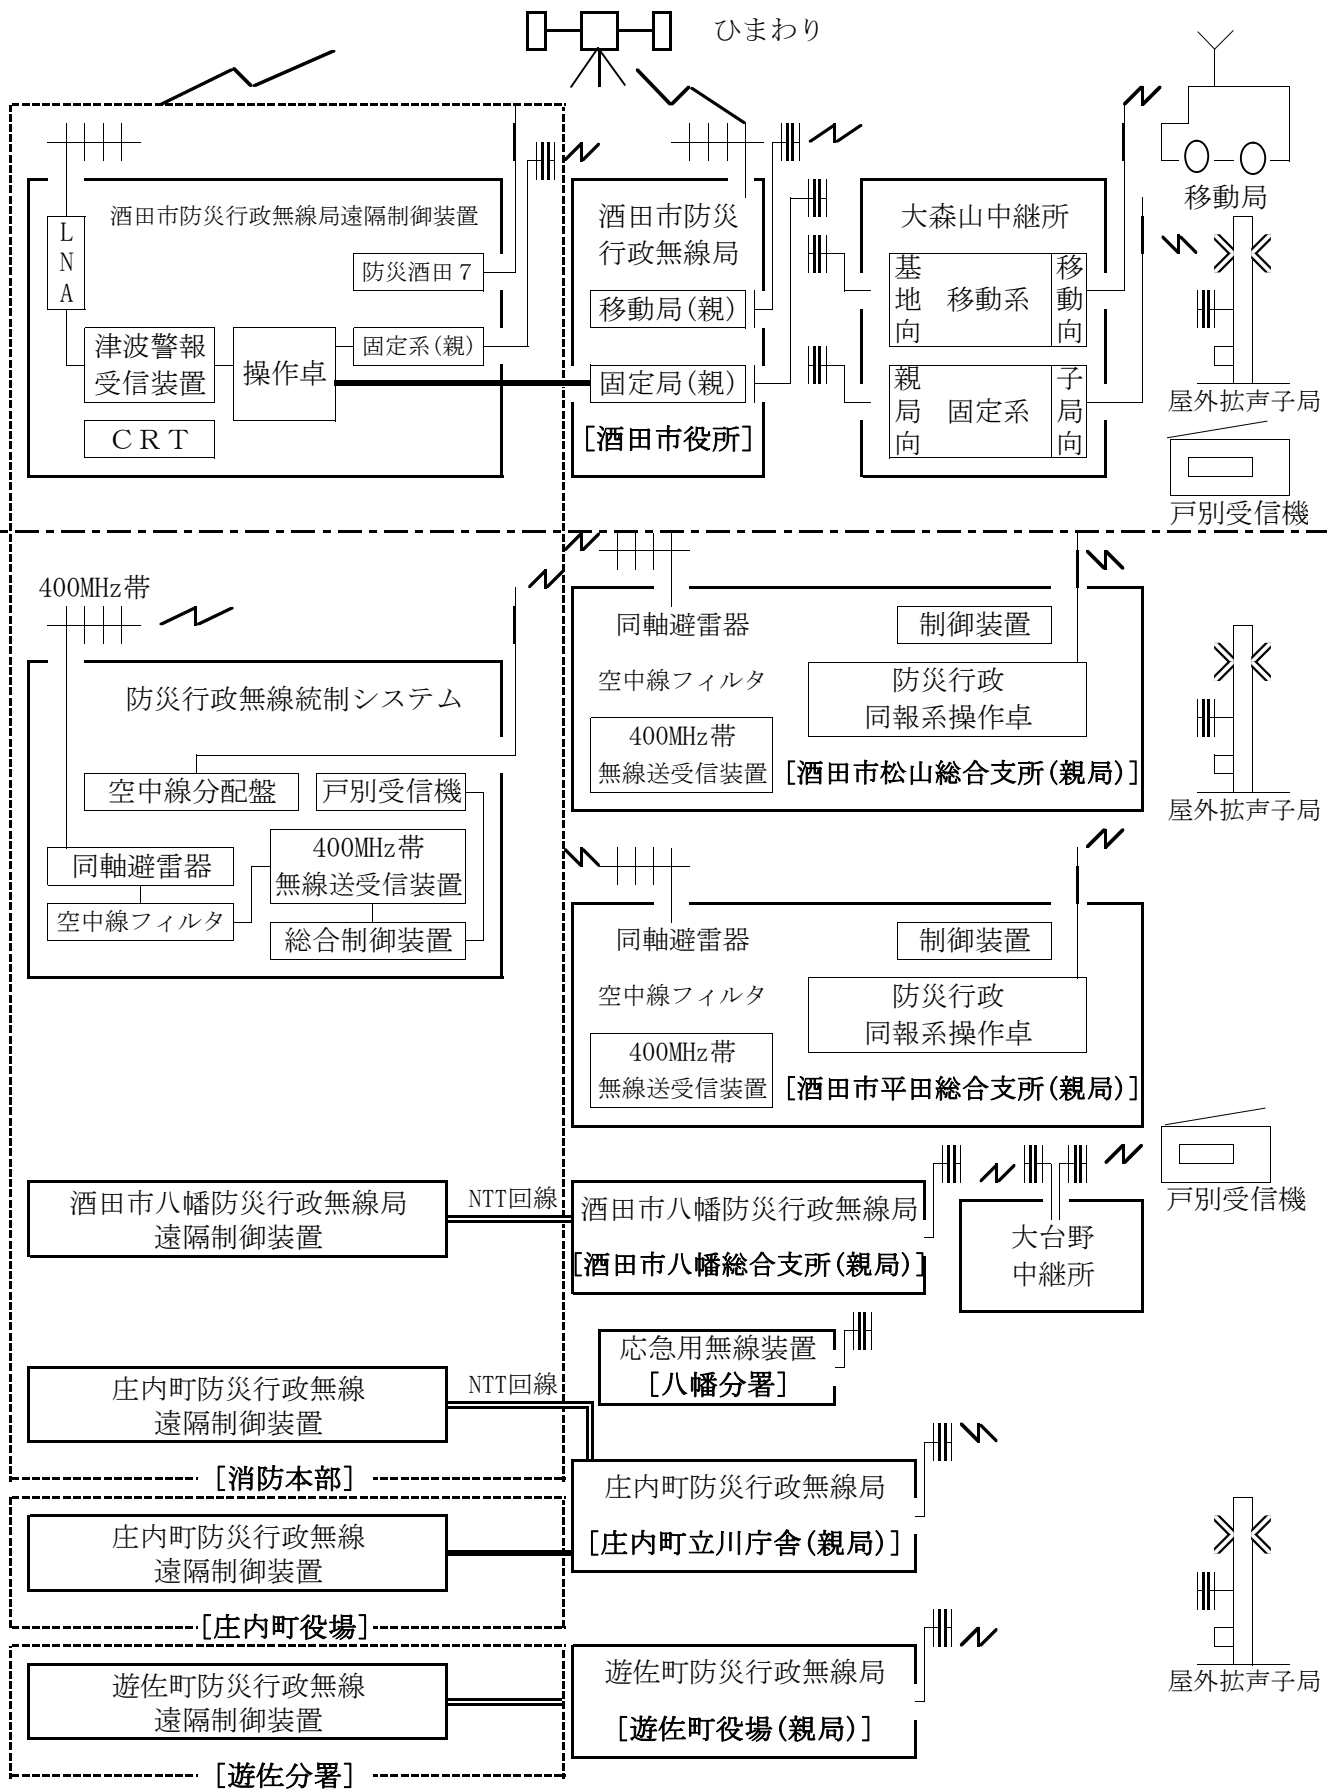 ひまわり
酒田市防災行政無線局遠隔制御装置
L
N
A
防災酒田７
津波警報
受信装置
操作卓
固定系(親)
ＣＲＴ
酒田市防災
行政無線局
移動局(親)
固定局(親)
[酒田市役所]
大森山中継所
基地向
移動系
移動向
親局向
固定系
子局向
移動局
屋外拡声子局
戸別受信機
400MHz帯
防災行政無線統制システム
空中線分配盤
戸別受信機
400MHz帯
無線送受信装置
同軸避雷器
空中線フィルタ
総合制御装置
同軸避雷器
制御装置
空中線フィルタ
防災行政
同報系操作卓
400MHz帯
無線送受信装置
[酒田市松山総合支所(親局)]
屋外拡声子局
同軸避雷器
制御装置
空中線フィルタ
防災行政
同報系操作卓
400MHz帯
無線送受信装置
[酒田市平田総合支所(親局)]
戸別受信機
酒田市八幡防災行政無線局
遠隔制御装置
NTT回線
酒田市八幡防災行政無線局
[酒田市八幡総合支所(親局)]
大台野
中継所
応急用無線装置
[八幡分署]
庄内町防災行政無線
遠隔制御装置
NTT回線
[消防本部]
庄内町防災行政無線局
[庄内町立川庁舎(親局)]
庄内町防災行政無線
遠隔制御装置
[庄内町役場]
遊佐町防災行政無線
遠隔制御装置
[遊佐分署]
遊佐町防災行政無線局
[遊佐町役場(親局)]
屋外拡声子局